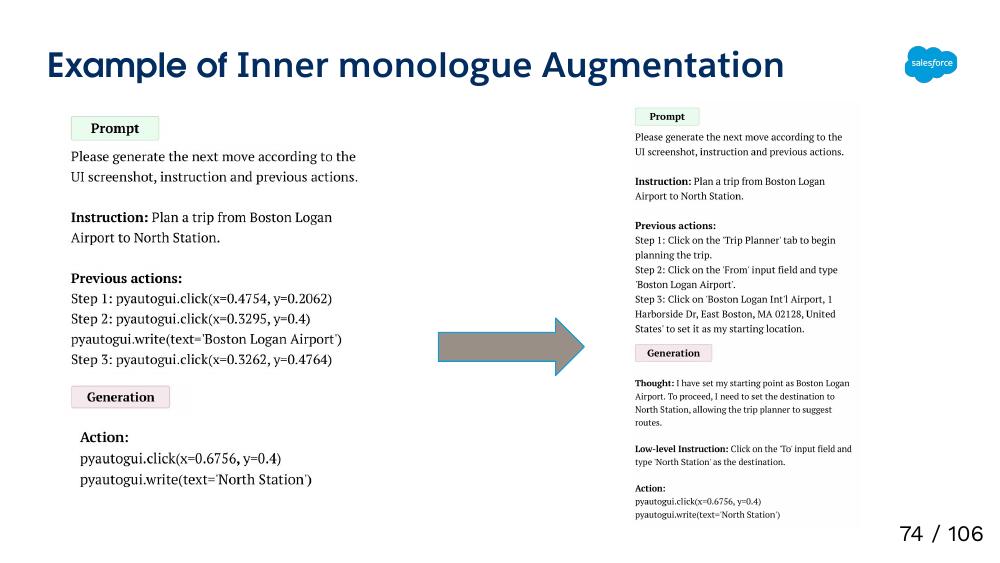 Example of Inner monologue Augmentation
salesforce
Prompt
Please generate the next move according to the
UI screenshot, instruction and previous actions.
Instruction: Plan a trip from Boston Logan
Airport to North Station.
Previous actions:
Step 1: pyautogui.click(x=0.4754, y=0.2062)
Step 2: pyautogui.click(x=0.3295, y=0.4)
pyautogui.write(text='Boston Logan Airport')
Step 3: pyautogui.click(x=0.3262, y=0.4764)
Generation
Action:
pyautogui.click(x=0.6756, y=0.4)
pyautogui.write(text='North Station')
Prompt
Please generate the next move according to the
UI screenshot, instruction and previous actions.
Instruction: Plan a trip from Boston Logan
Airport to North Station.
Previous actions:
Step 1: Click on the 'Trip Planner' tab to begin
planning the trip.
Step 2: Click on the 'From' input field and type
'Boston Logan Airport'.
Step 3: Click on 'Boston Logan Int'l Airport, 1
Harborside Dr, East Boston, MA 02128, United
States' to set it as my starting location.
Generation
Thought: I have set my starting point as Boston Logan
Airport. To proceed, I need to set the destination to
North Station, allowing the trip planner to suggest
routes.
Low-level Instruction: Click on the 'To' input field and
type 'North Station' as the destination.
Action:
pyautogui.click(x=0.6756, y=0.4)
pyautogui.write(text='North Station')
74 / 106